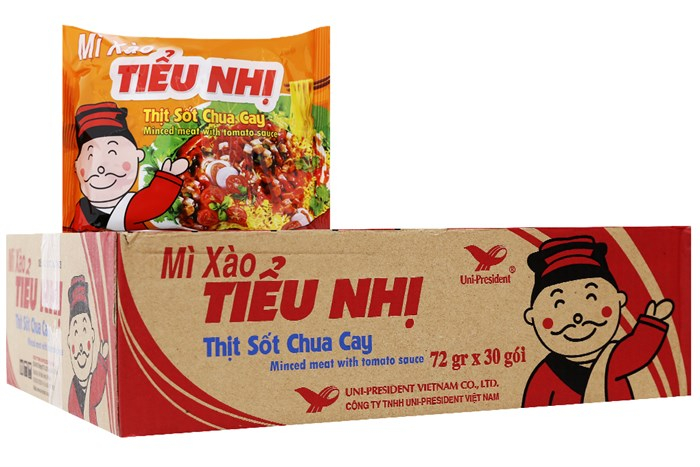 Mì Xào
TIỂU NHỊ
Thịt Sốt Chua Cay
Minced meat with tomato sauce
Mì Xào
TIỂU NHỊ
Thịt Sốt Chua Ca
Mì Xào
TIỂU NHỊ
Thịt Sốt Chua Cay
Minced meat with tomato sauce
72 gr x 30 gói
Uni-President®
UNI-PRESIDENT VIETNAM CO., LTD.
CÔNG TY TNHH UNI-PRESIDENT VIỆT NAM